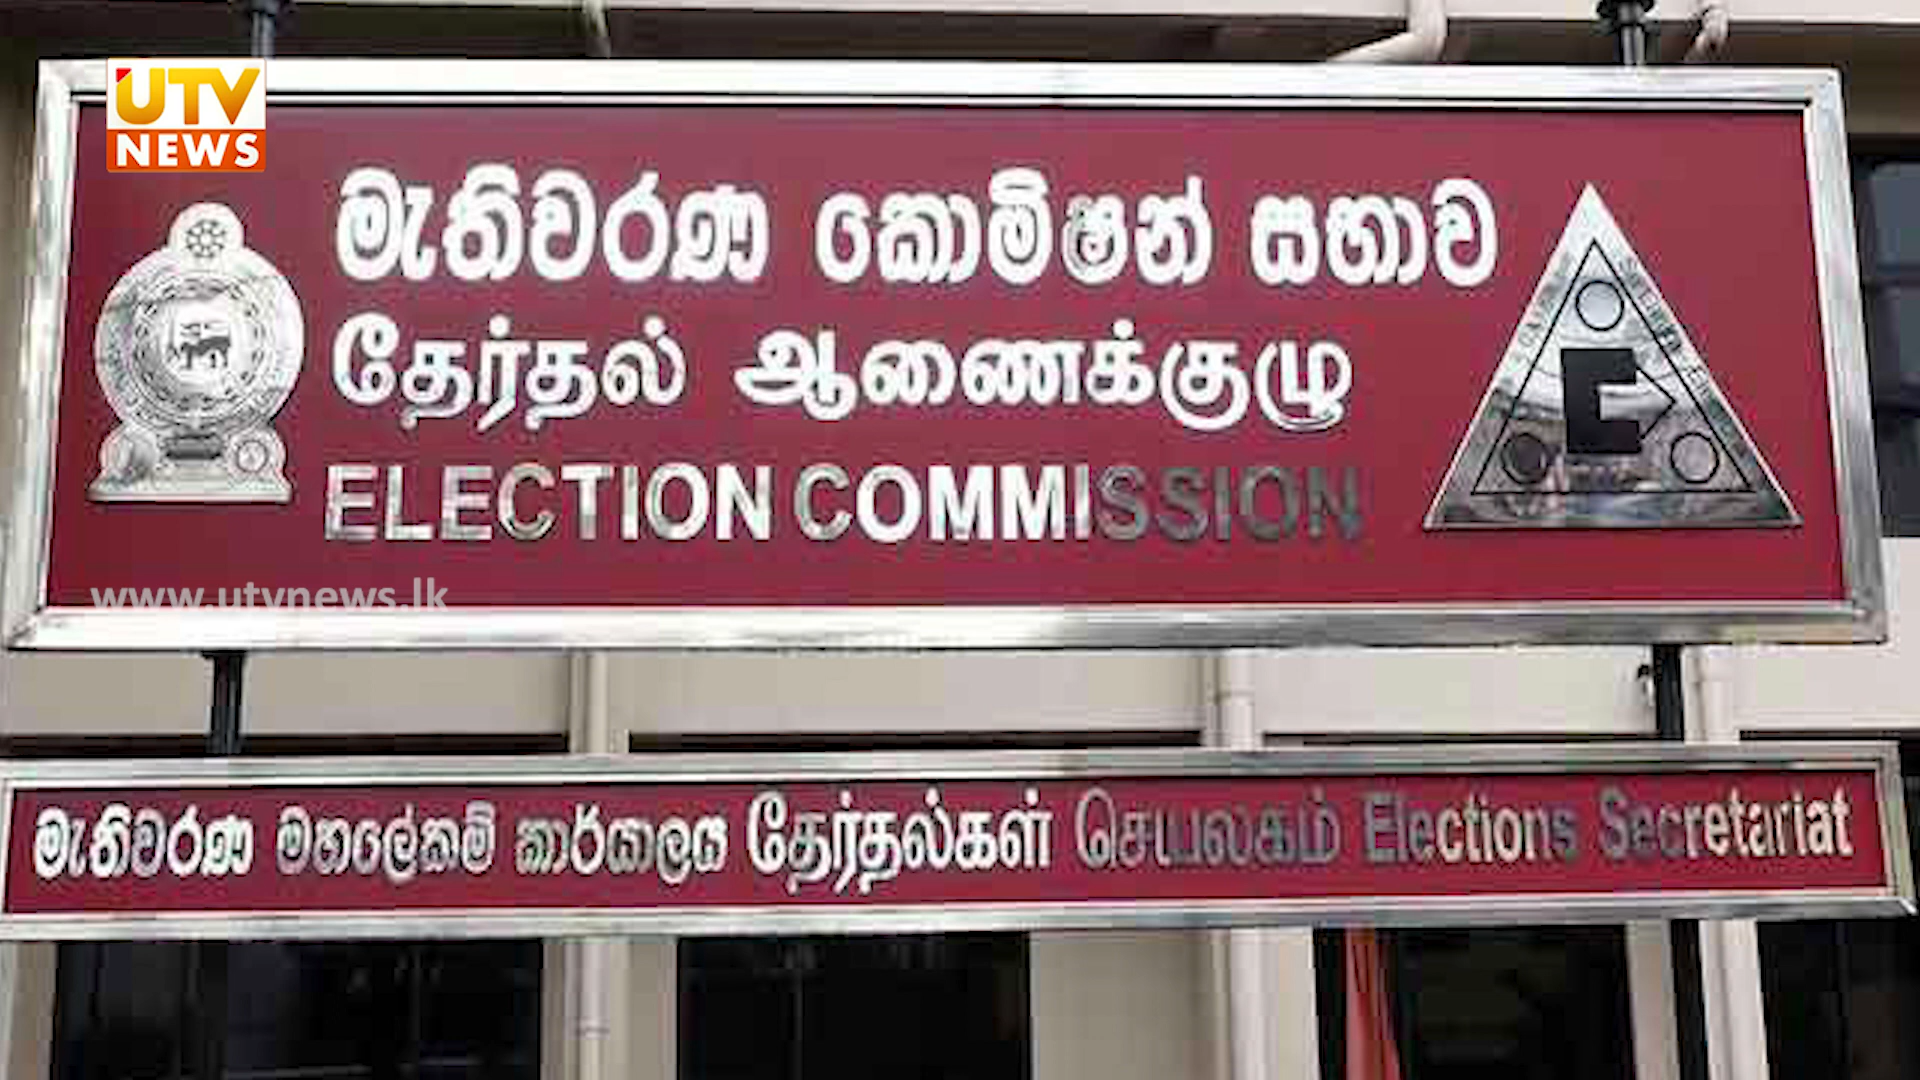 UTV
NEWS
මැතිවරණ කොමිෂන් සභාව
தேர்தல் ஆணைக்குழு
ELECTION COMMISSION
E
www.utvnews.lk
මැතිවරණ මහලේකම් කාර්යාලය தேர்தல்கள் செயலகம் Elections Secretariat